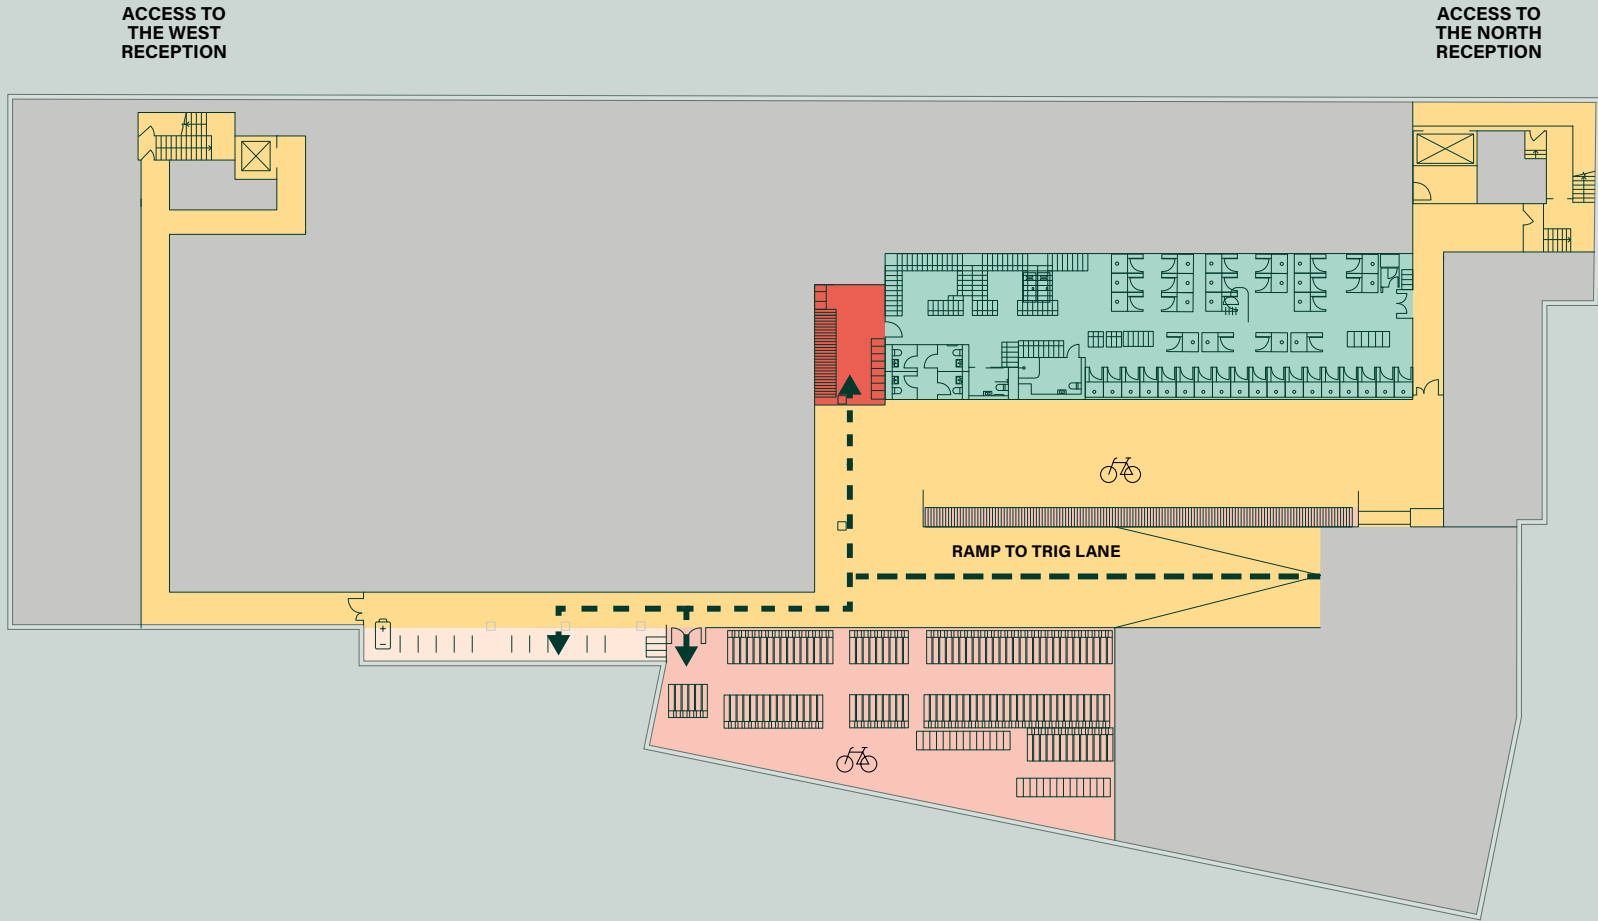 ACCESS TO
THE WEST
RECEPTION
ACCESS TO
THE NORTH
RECEPTION
RAMP TO TRIG LANE